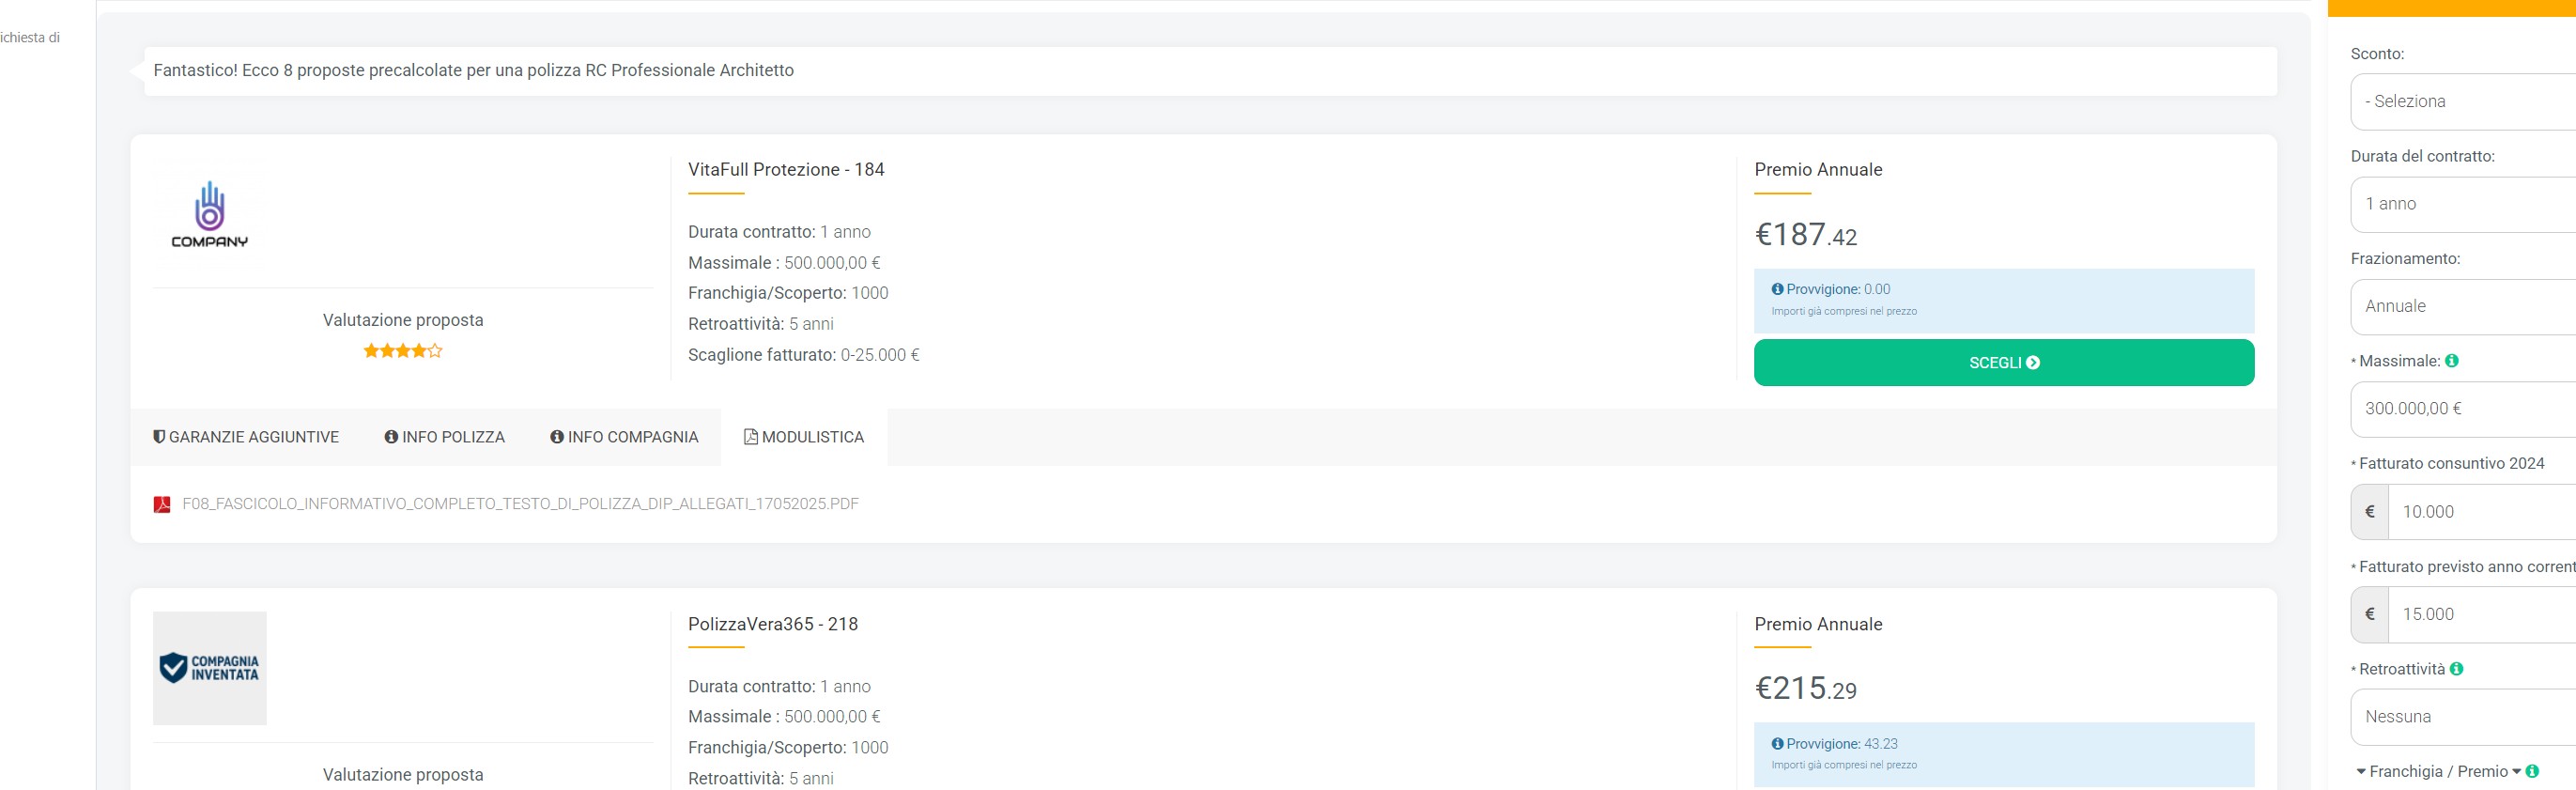 ichiesta di
Fantastico! Ecco 8 proposte precalcolate per una polizza RC Professionale Architetto
COMPANY
Valutazione proposta
VitaFull Protezione - 184
Durata contratto: 1 anno
Massimale : 500.000,00 €
Franchigia/Scoperto: 1000
Retroattività: 5 anni
Scaglione fatturato: 0-25.000 €
Premio Annuale
€187.42
Provvigione: 0.00
Importi già compresi nel prezzo
SCEGLI
GARANZIE AGGIUNTIVE INFO POLIZZA INFO COMPAGNIA MODULISTICA
F08_FASCICOLO_INFORMATIVO_COMPLETO_TESTO_DI_POLIZZA_DIP_ALLEGATI_17052025.PDF
COMPAGNIA
INVENTATA
Valutazione proposta
PolizzaVera365 - 218
Durata contratto: 1 anno
Massimale : 500.000,00 €
Franchigia/Scoperto: 1000
Retroattività: 5 anni
Premio Annuale
€215.29
Provvigione: 43.23
Importi già compresi nel prezzo
Sconto:
- Seleziona
Durata del contratto:
1 anno
Frazionamento:
Annuale
* Massimale:
300.000,00 €
* Fatturato consuntivo 2024
€ 10.000
* Fatturato previsto anno corrent
€ 15.000
* Retroattività
Nessuna
Franchigia / Premio